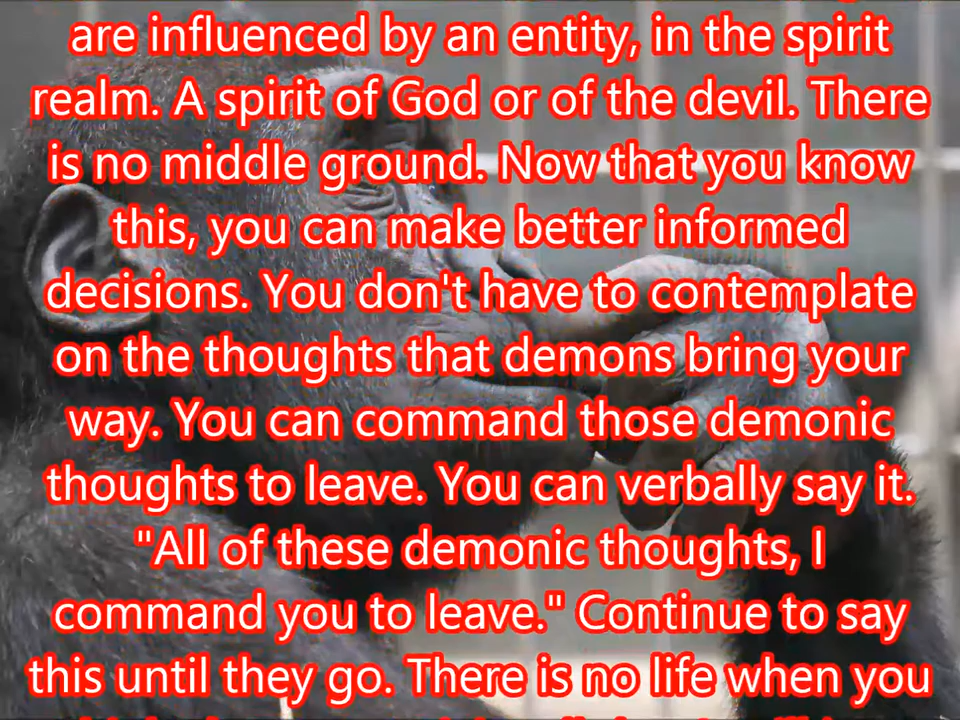 are influenced by an entity, in the spirit
realm. A spirit of God or of the devil. There
is no middle ground. Now that you know
this, you can make better informed
decisions. You don't have to contemplate
on the thoughts that demons bring your
way. You can command those demonic
thoughts to leave. You can verbally say it.
"All of these demonic thoughts, I
command you to leave." Continue to say
this until they go. There is no life when you